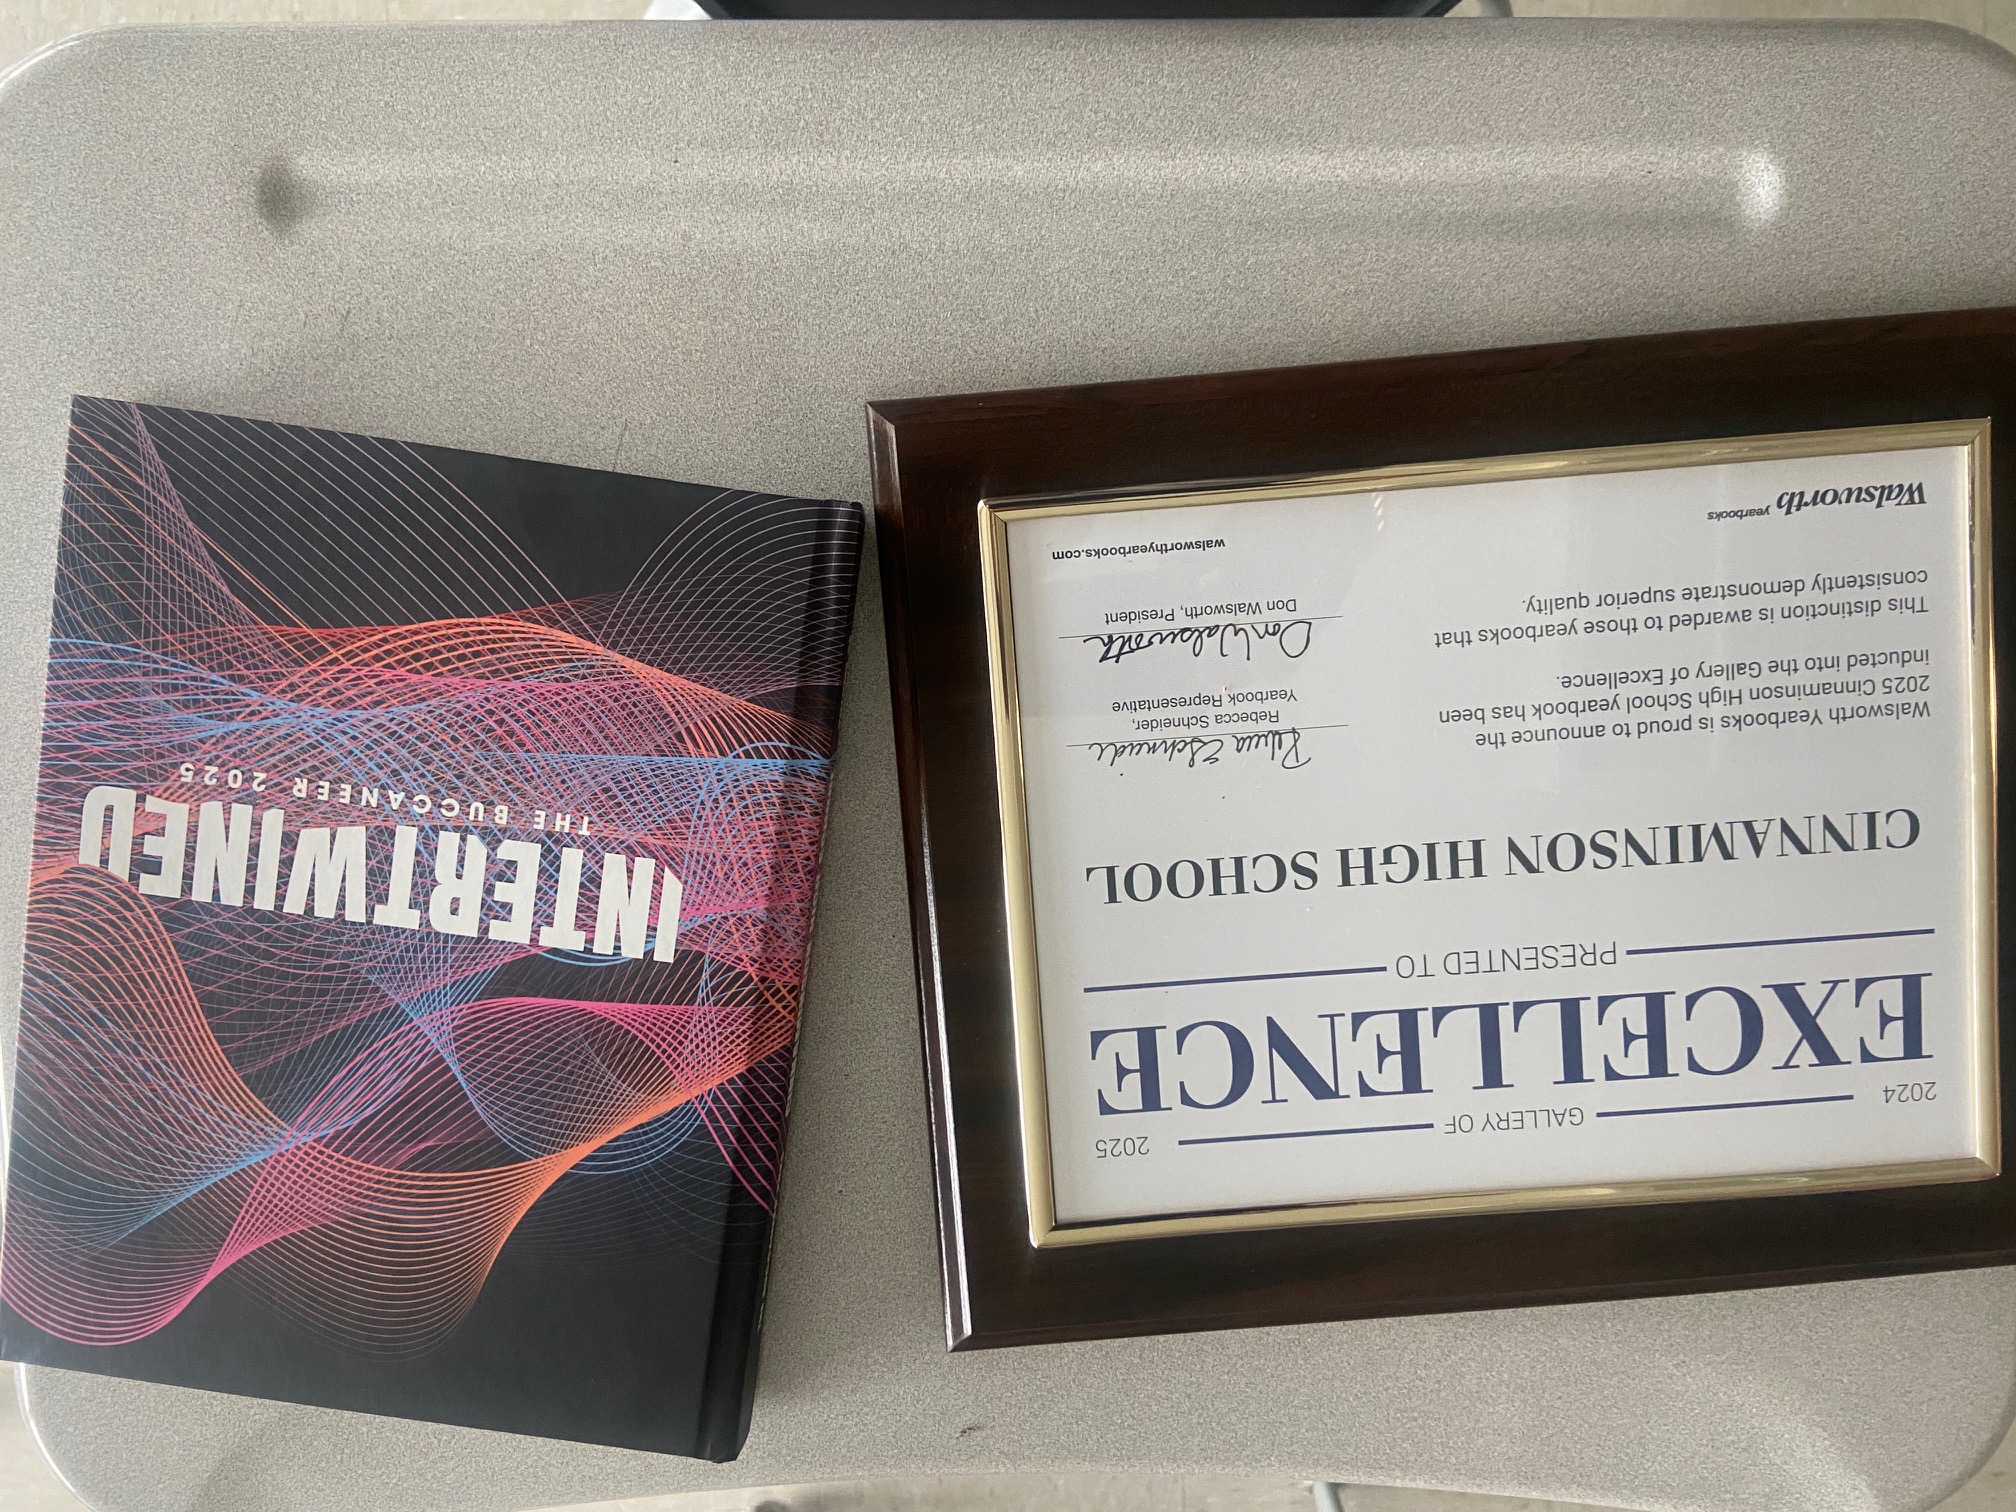 INTERTWINED
THE BUCCANEER 2025
2024 GALLERY OF 2025
EXCELLENCE
PRESENTED TO
CINNAMINSON HIGH SCHOOL
Walsworth Yearbooks is proud to announce the
2025 Cinnaminson High School yearbook has been
inducted into the Gallery of Excellence.
This distinction is awarded to those yearbooks that
consistently demonstrate superior quality.
Walsworth yearbooks
Rebecca Schneider
Rebecca Schneider,
Yearbook Representative
Don Walsworth
Don Walsworth, President
walsworthyearbooks.com